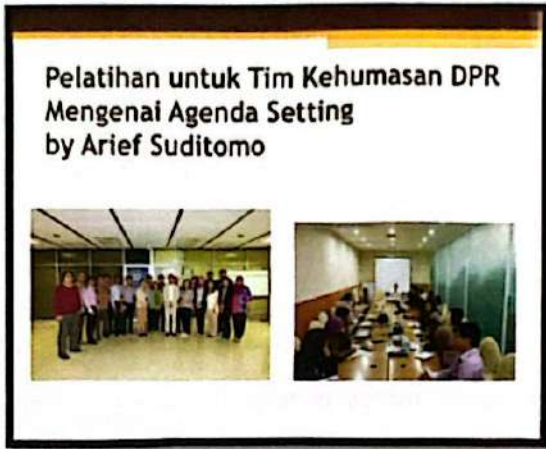 Pelatihan untuk Tim Kehumasan DPR
Mengenai Agenda Setting
by Arief Suditomo